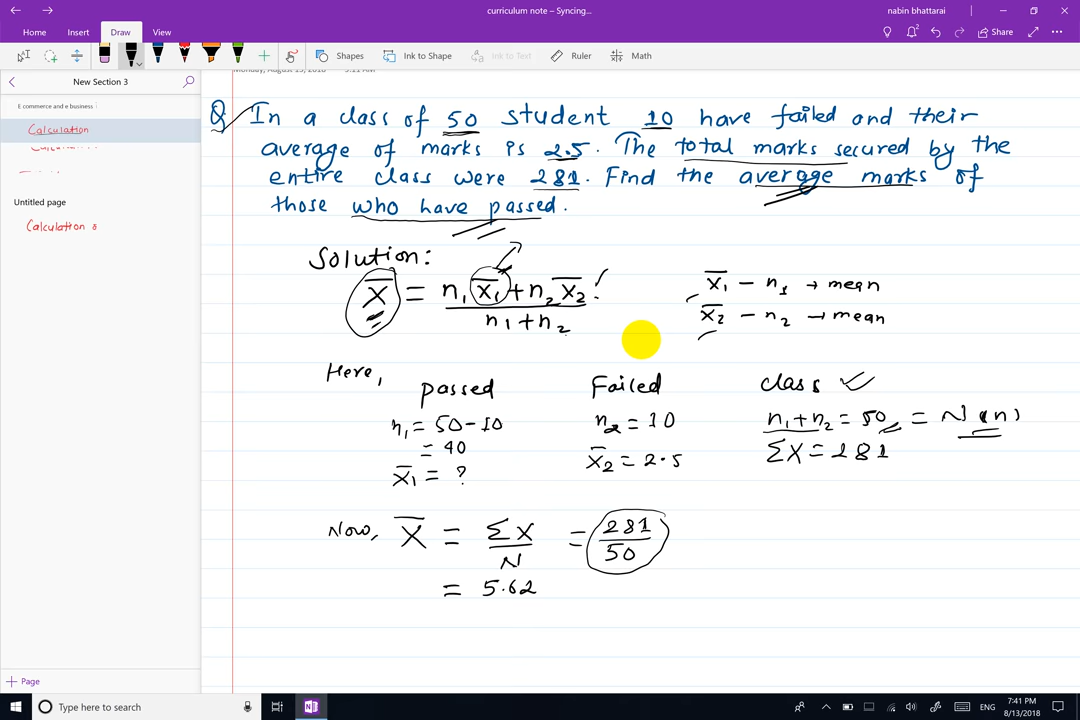 curriculum note - Syncing...
nabin bhattarai
Home Insert Draw View
Share
Shapes Ink to Shape Ink to Text Ruler Math
New Section 3
E commerce and e business
Calculation
Untitled page
Calculation
Q In a class of 50 student 10 have failed and their
average of marks is 2.5. The total marks secured by the
entire class were 281. Find the average marks of
those who have passed.
Solution:
X̅ = (n₁X̅₁ + n₂X̅₂) / (n₁ + n₂)
X̅₁ - n₁ → mean
X̅₂ - n₂ → mean
Here,
passed Failed class ✓
n₁ = 50-10 n₂ = 10 n₁ + n₂ = 50 = N (n)
= 40 X̅₂ = 2.5 ΣX = 281
X̅₁ = ?
Now, X̅ = ΣX / N = 281 / 50
= 5.62
+ Page
Type here to search
ENG
7:41 PM
8/13/2018